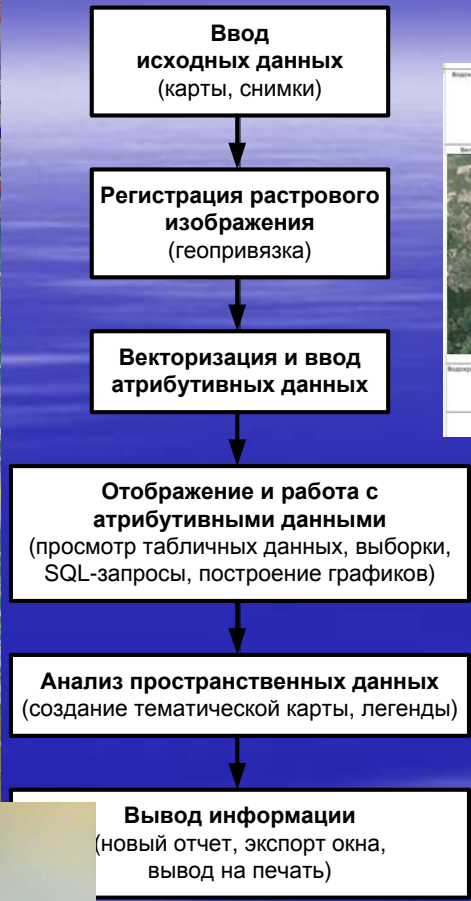 Ввод
исходных данных
(карты, снимки)
Регистрация растрового
изображения
(геопривязка)
Векторизация и ввод
атрибутивных данных
Отображение и работа с
атрибутивными данными
(просмотр табличных данных, выборки,
SQL-запросы, построение графиков)
Анализ пространственных данных
(создание тематической карты, легенды)
Вывод информации
(новый отчет, экспорт окна,
вывод на печать)